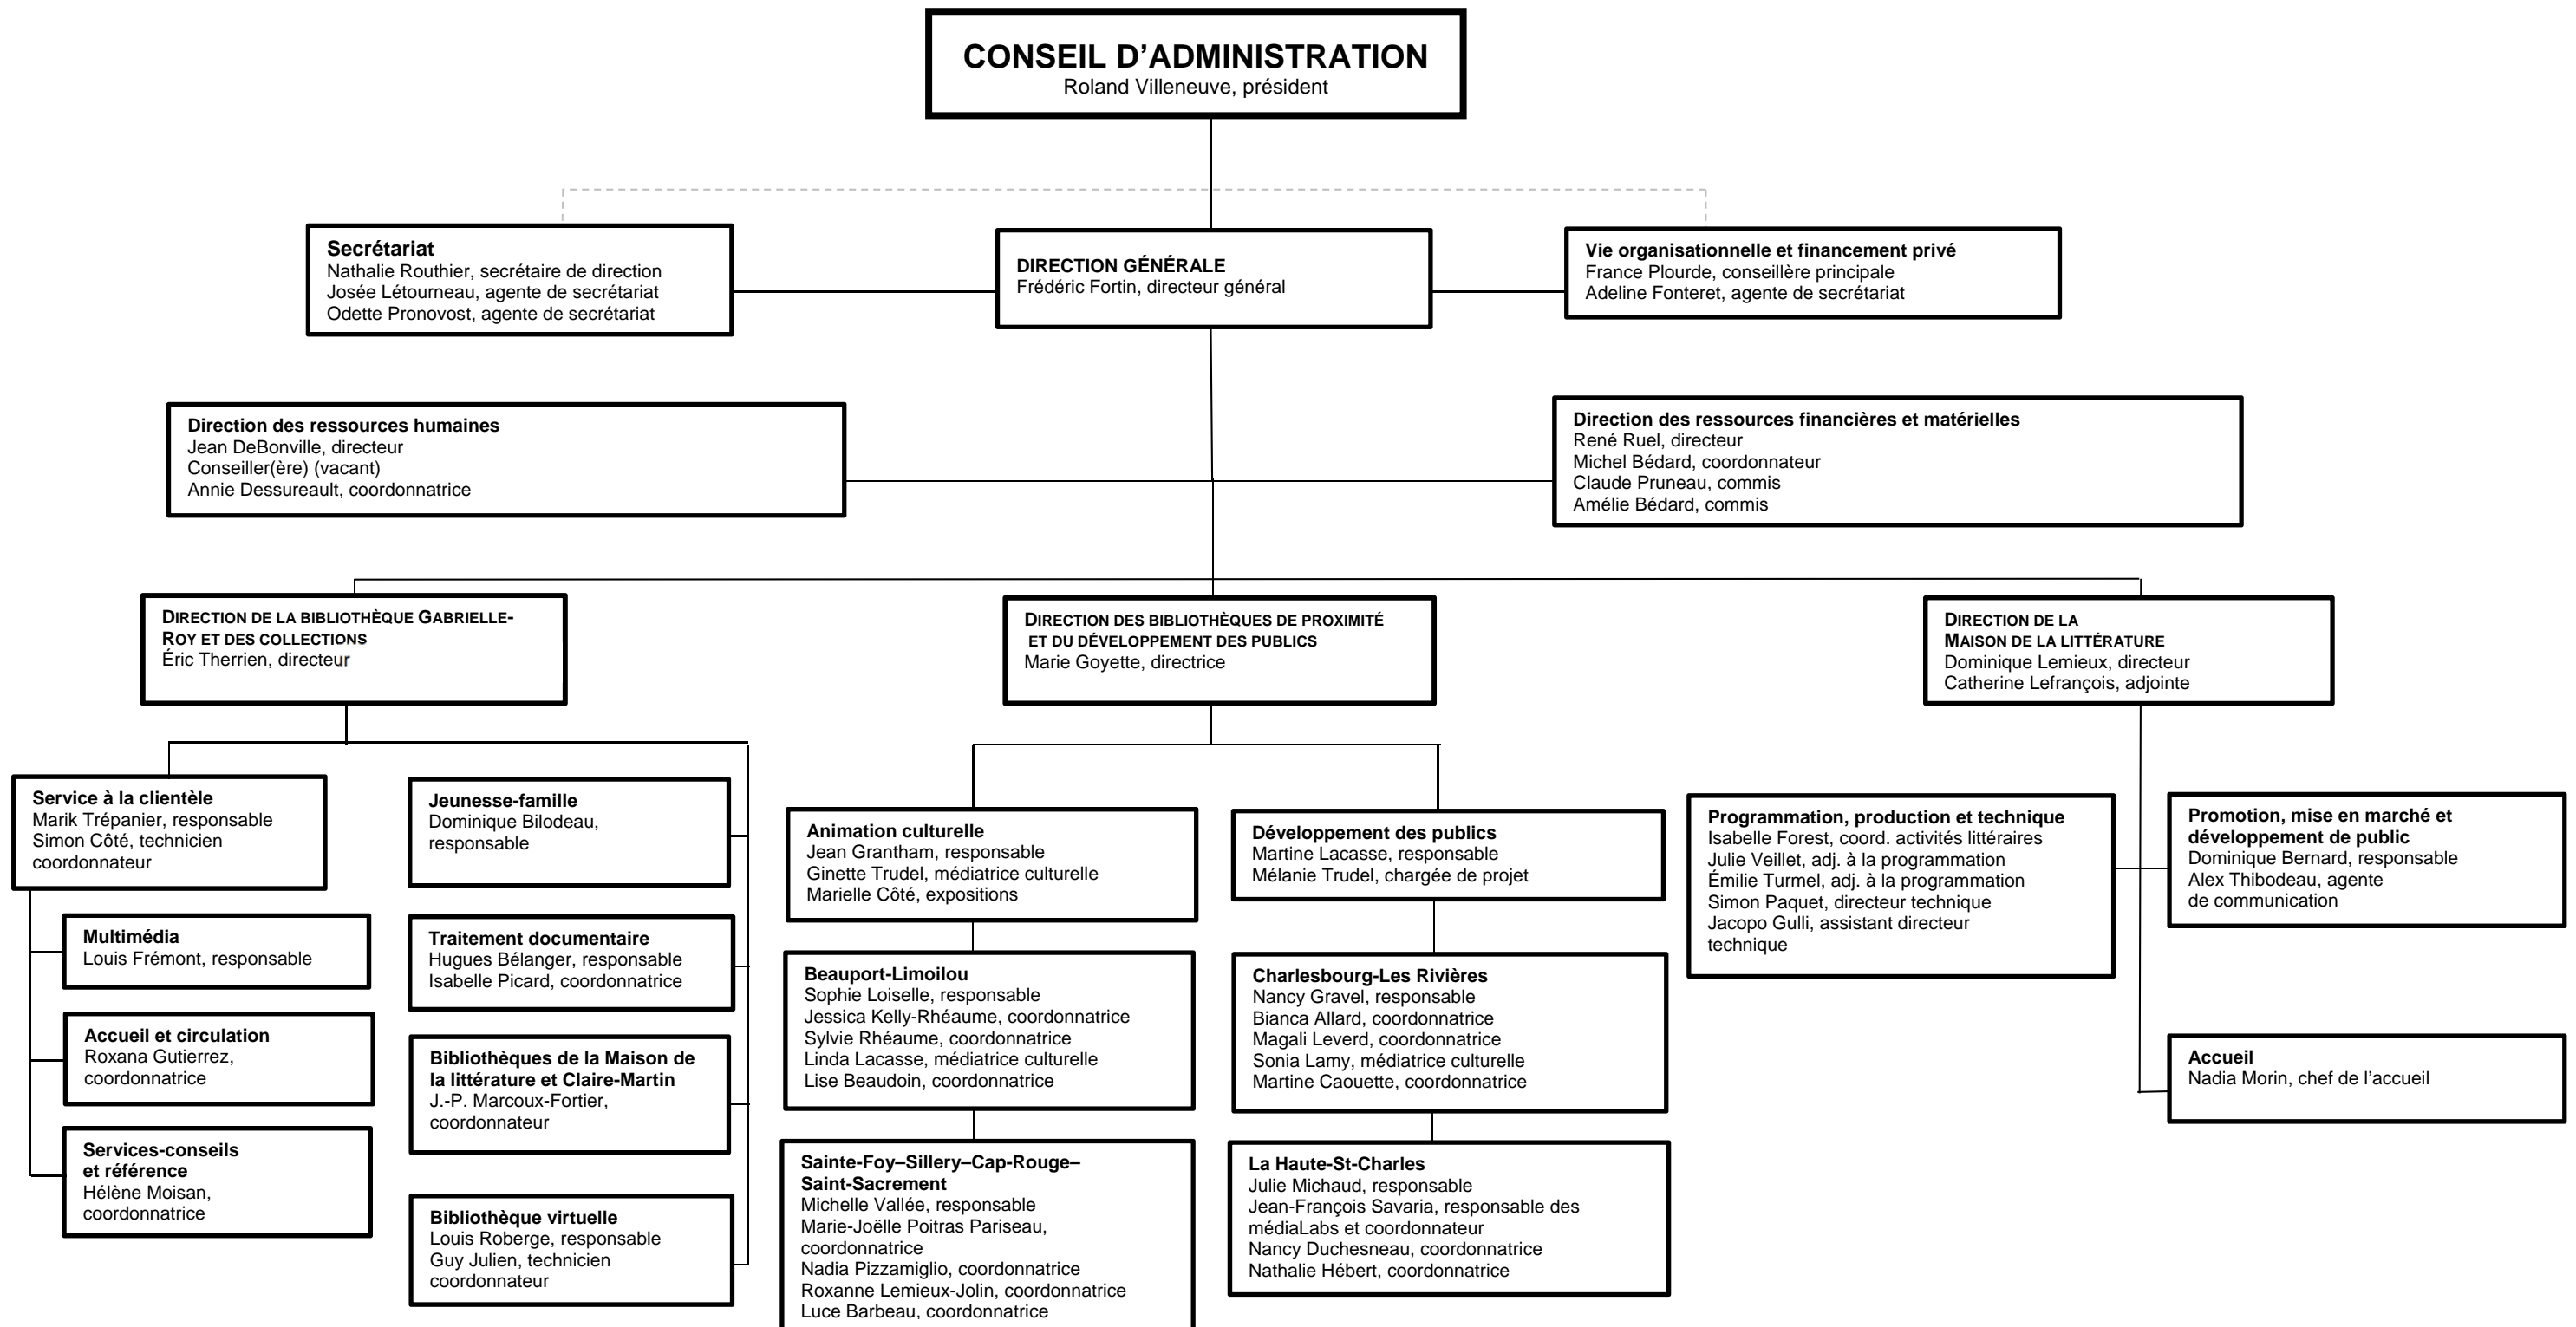 CONSEIL D'ADMINISTRATION
Roland Villeneuve, président
Secrétariat
Nathalie Routhier, secrétaire de direction
Josée Létourneau, agente de secrétariat
Odette Pronovost, agente de secrétariat
DIRECTION GÉNÉRALE
Frédéric Fortin, directeur général
Vie organisationnelle et financement privé
France Plourde, conseillère principale
Adeline Fonteret, agente de secrétariat
Direction des ressources humaines
Jean DeBonville, directeur
Conseiller(ère) (vacant)
Annie Dessureault, coordonnatrice
Direction des ressources financières et matérielles
René Ruel, directeur
Michel Bédard, coordonnateur
Claude Pruneau, commis
Amélie Bédard, commis
DIRECTION DE LA BIBLIOTHÈQUE GABRIELLE-
ROY ET DES COLLECTIONS
Éric Therrien, directeur
DIRECTION DES BIBLIOTHÈQUES DE PROXIMITÉ
ET DU DÉVELOPPEMENT DES PUBLICS
Marie Goyette, directrice
DIRECTION DE LA
MAISON DE LA LITTÉRATURE
Dominique Lemieux, directeur
Catherine Lefrançois, adjointe
Service à la clientèle
Marik Trépanier, responsable
Simon Côté, technicien
coordonnateur
Multimédia
Louis Frémont, responsable
Accueil et circulation
Roxana Gutierrez,
coordonnatrice
Services-conseils
et référence
Hélène Moisan,
coordonnatrice
Jeunesse-famille
Dominique Bilodeau,
responsable
Traitement documentaire
Hugues Bélanger, responsable
Isabelle Picard, coordonnatrice
Bibliothèques de la Maison de
la littérature et Claire-Martin
J.-P. Marcoux-Fortier,
coordonnateur
Bibliothèque virtuelle
Louis Roberge, responsable
Guy Julien, technicien
coordonnateur
Animation culturelle
Jean Grantham, responsable
Ginette Trudel, médiatrice culturelle
Marielle Côté, expositions
Beauport-Limoilou
Sophie Loiselle, responsable
Jessica Kelly-Rhéaume, coordonnatrice
Sylvie Rhéaume, coordonnatrice
Linda Lacasse, médiatrice culturelle
Lise Beaudoin, coordonnatrice
Sainte-Foy–Sillery–Cap-Rouge–
Saint-Sacrement
Michelle Vallée, responsable
Marie-Joëlle Poitras Pariseau,
coordonnatrice
Nadia Pizzamiglio, coordonnatrice
Roxanne Lemieux-Jolin, coordonnatrice
Luce Barbeau, coordonnatrice
Développement des publics
Martine Lacasse, responsable
Mélanie Trudel, chargée de projet
Charlesbourg-Les Rivières
Nancy Gravel, responsable
Bianca Allard, coordonnatrice
Magali Leverd, coordonnatrice
Sonia Lamy, médiatrice culturelle
Martine Caouette, coordonnatrice
La Haute-St-Charles
Julie Michaud, responsable
Jean-François Savaria, responsable des
médiaLabs et coordonnateur
Nancy Duchesneau, coordonnatrice
Nathalie Hébert, coordonnatrice
Programmation, production et technique
Isabelle Forest, coord. activités littéraires
Julie Veillet, adj. à la programmation
Émilie Turmel, adj. à la programmation
Simon Paquet, directeur technique
Jacopo Gulli, assistant directeur
technique
Promotion, mise en marché et
développement de public
Dominique Bernard, responsable
Alex Thibodeau, agente
de communication
Accueil
Nadia Morin, chef de l'accueil